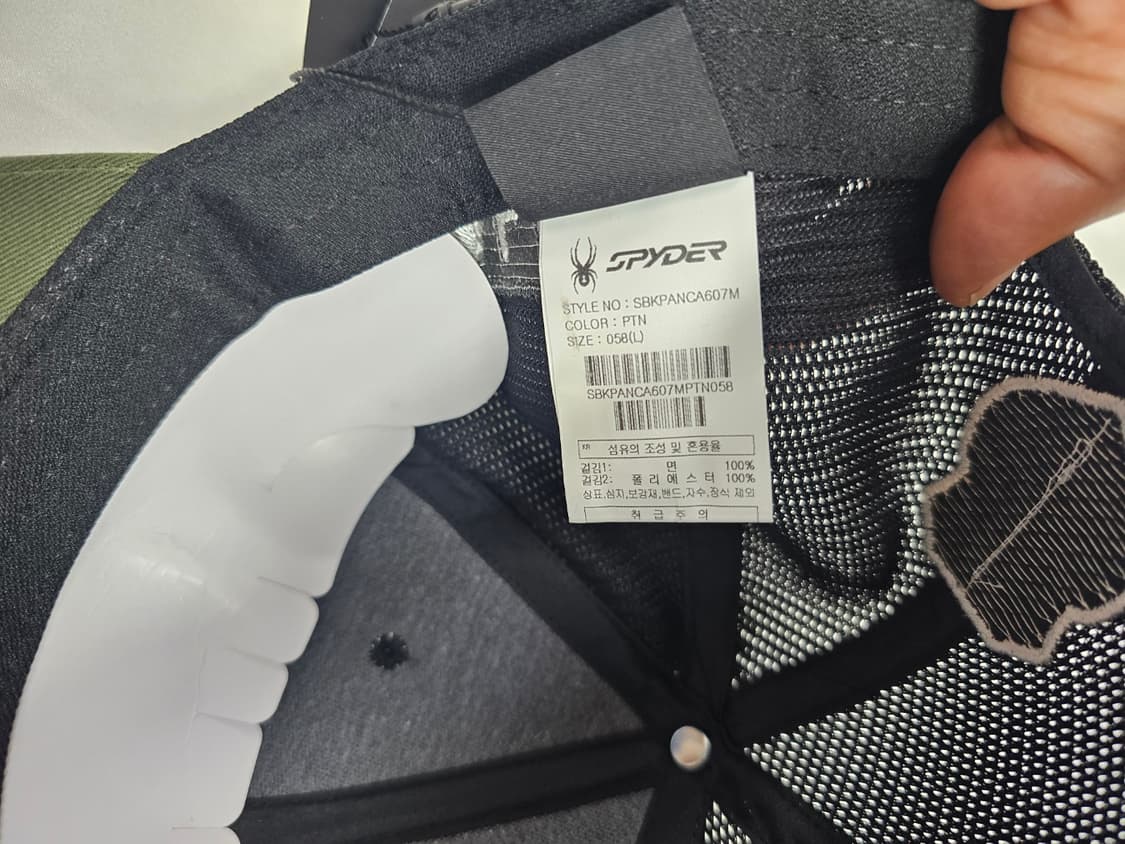 SPYDER
STYLE NO : SBKPANCA607M
COLOR : PTN
SIZE : 058(L)
SBKPANCA607MPTN058
KR 섬유의 조성 및 혼용율
겉감1: 면 100%
겉감2: 폴리에스터 100%
상표,심지,보강재,밴드,자수,장식 제외
취급주의